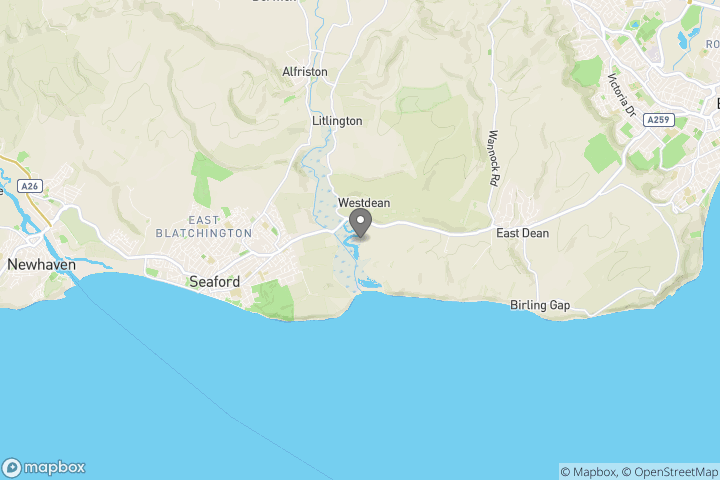 Alfriston
Litlington
Victoria Dr
A259
Wannock Rd
A26
Westdean
EAST
BLATCHINGTON
East Dean
Newhaven
Seaford
Birling Gap
mapbox
© Mapbox, © OpenStreetMap